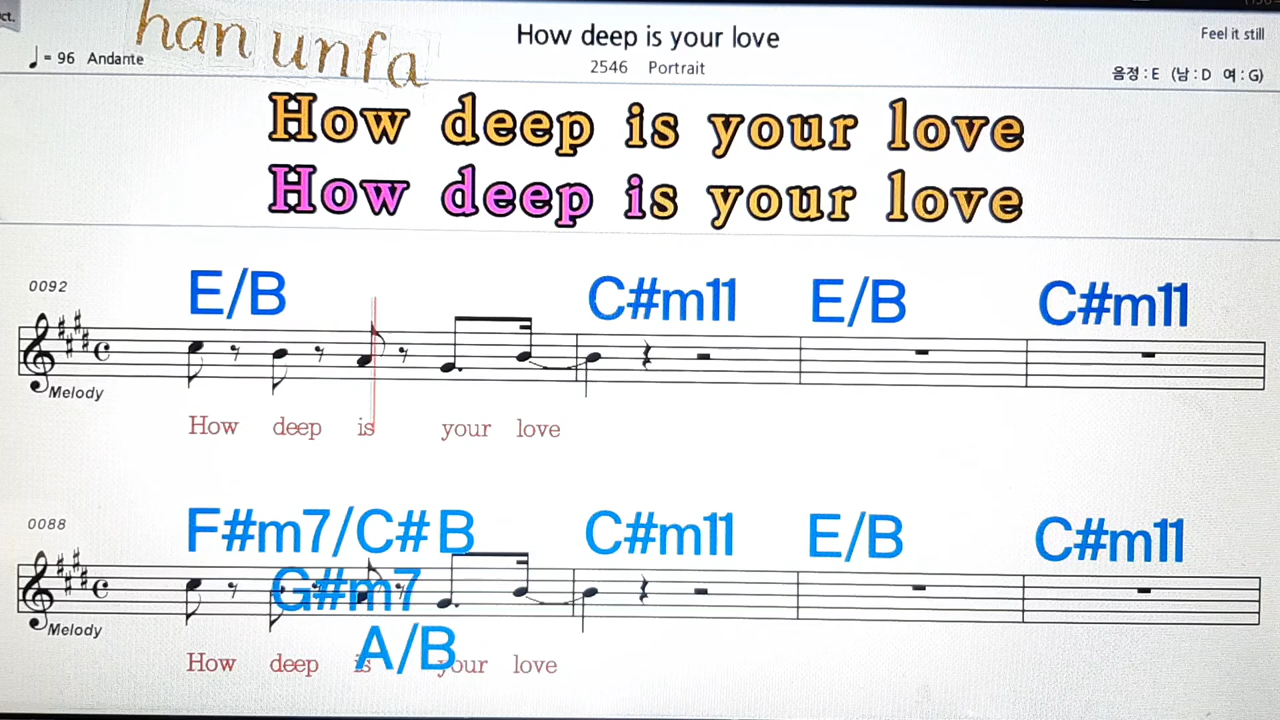 ct.
han unfa
♩ = 96 Andante
How deep is your love
2546 Portrait
Feel it still
음정 : E (남 : D 여 : G)
How deep is your love
How deep is your love
0092
E/B C#m11 E/B C#m11
Melody
How deep is your love
0088
F#m7/C# B C#m11 E/B C#m11
G#m7
A/B
Melody
How deep is your love